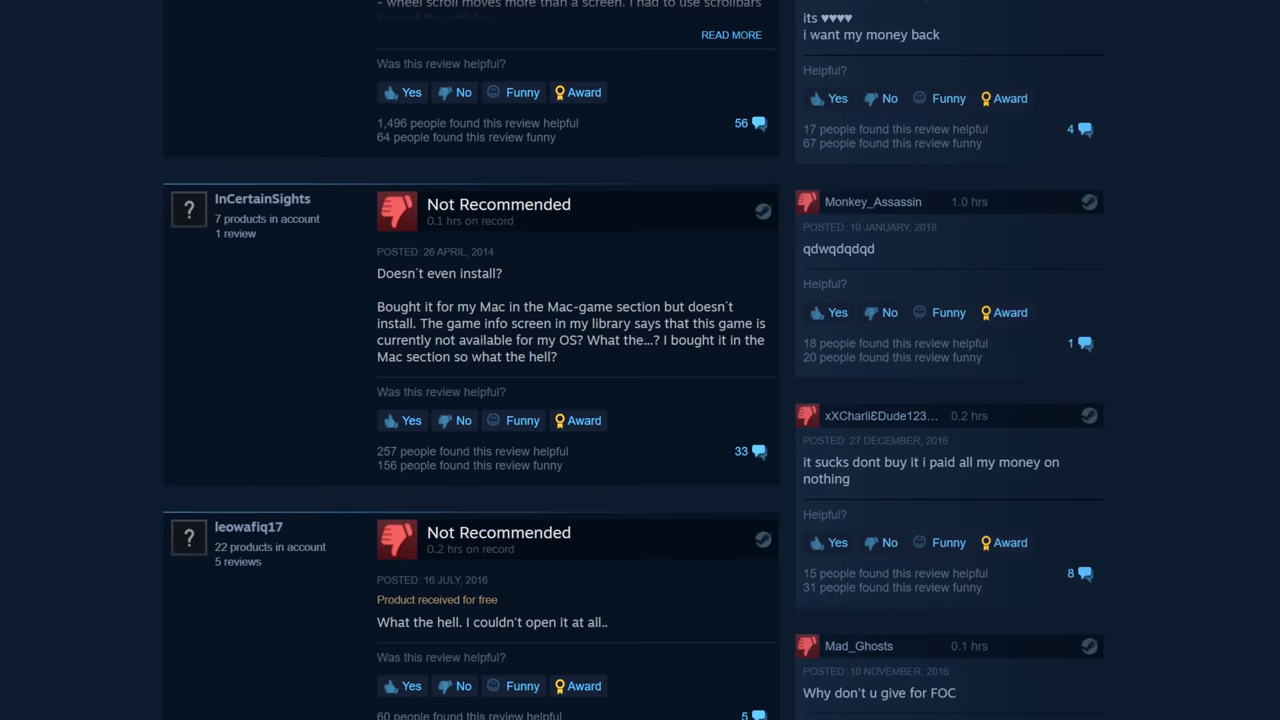 - wheel scroll moves more than a screen. I had to use scrollbars
READ MORE
Was this review helpful?
Yes No Funny Award
1,496 people found this review helpful
64 people found this review funny
56
InCertainSights
7 products in account
1 review
Not Recommended
0.1 hrs on record
POSTED: 26 APRIL, 2014
Doesn´t even install?
Bought it for my Mac in the Mac-game section but doesn´t
install. The game info screen in my library says that this game is
currently not available for my OS? What the...? I bought it in the
Mac section so what the hell?
Was this review helpful?
Yes No Funny Award
257 people found this review helpful
156 people found this review funny
33
leowafiq17
22 products in account
5 reviews
Not Recommended
0.2 hrs on record
POSTED: 16 JULY, 2016
Product received for free
What the hell. I couldn't open it at all..
Was this review helpful?
Yes No Funny Award
60 people found this review helpful
5
its ♥♥♥♥
i want my money back
Helpful?
Yes No Funny Award
17 people found this review helpful
67 people found this review funny
4
Monkey_Assassin 1.0 hrs
POSTED: 10 JANUARY, 2018
qdwqdqdqd
Helpful?
Yes No Funny Award
18 people found this review helpful
20 people found this review funny
1
xXCharliƐDude123... 0.2 hrs
POSTED: 27 DECEMBER, 2016
it sucks dont buy it i paid all my money on
nothing
Helpful?
Yes No Funny Award
15 people found this review helpful
31 people found this review funny
8
Mad_Ghosts 0.1 hrs
POSTED: 10 NOVEMBER, 2016
Why don't u give for FOC